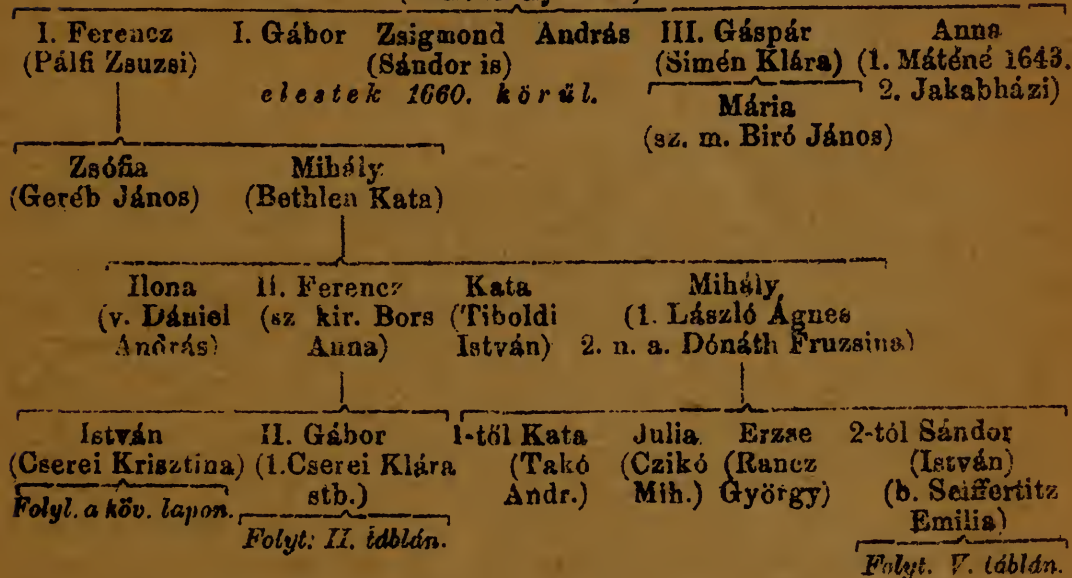 I. Ferencz I. Gábor Zsigmond András III. Gáspár Anna
(Pálfi Zsuzsi) (Sándor is) (Simén Klára) (1. Máténé 1643.
elestek 1660. körül. 2. Jakabházi)
Mária
(sz. m. Biró János)
Zsófia Mihály
(Geréb János) (Bethlen Kata)
Ilona II. Ferencz Kata Mihály
(v. Dániel (sz kir. Bors (Tiboldi (1. László Ágnes
András) Anna) István) 2. n. a. Dónáth Fruzsina)
István II. Gábor 1-től Kata Julia Erzse 2-tól Sándor
(Cserei Krisztina) (1.Cserei Klára (Takó (Czikó (Rancz (István)
stb.) Andr.) Mih.) György) (b. Seiffertitz
Folyl. a köv. lapon. Emilia)
Folyt: II. táblán.
Folyt. V. táblán.